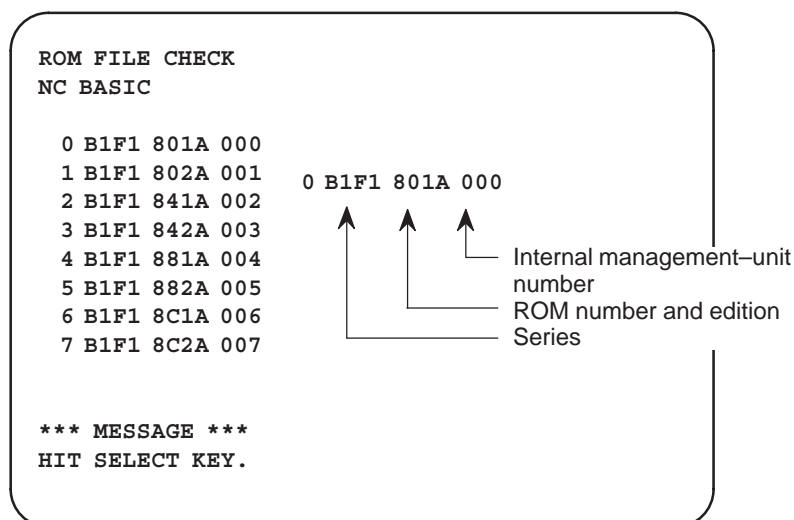 ROM FILE CHECK
NC BASIC
0 B1F1 801A 000
1 B1F1 802A 001
2 B1F1 841A 002
3 B1F1 842A 003
4 B1F1 881A 004
5 B1F1 882A 005
6 B1F1 8C1A 006
7 B1F1 8C2A 007
0 B1F1 801A 000
Internal management–unit
number
ROM number and edition
Series
*** MESSAGE ***
HIT SELECT KEY.